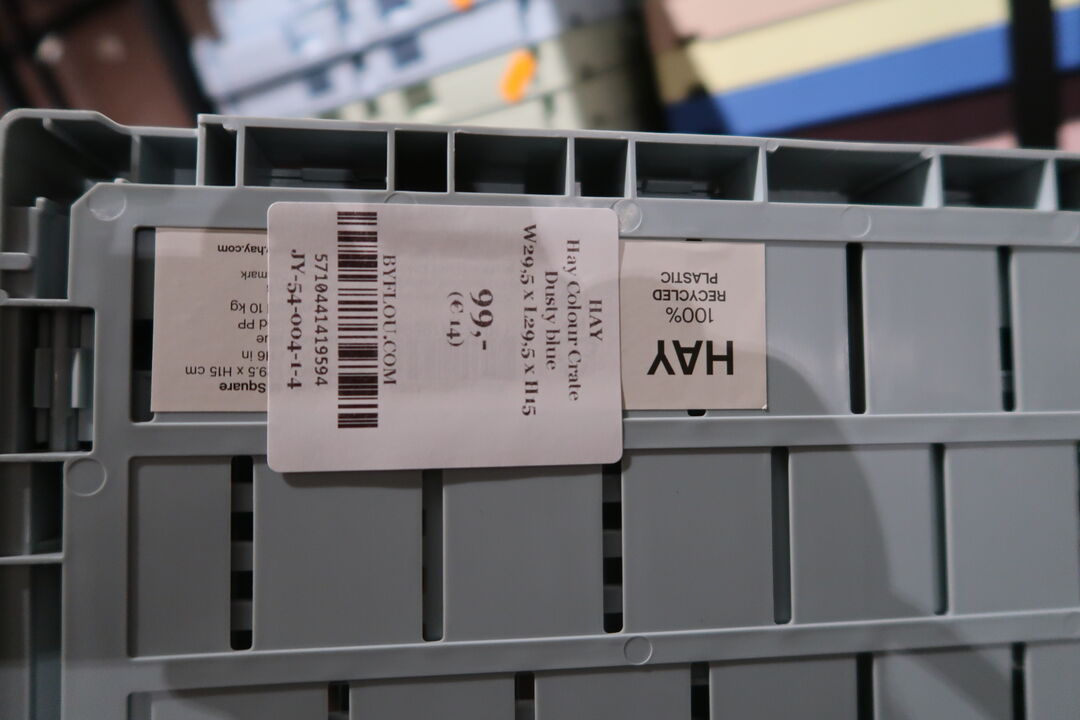 HAY
Hay Colour Crate
Dusty blue
W29,5 x L29,5 x H15
99,-
(€ 14)
BYFLOU.COM
5710441419594
JY-54-004-1-4
HAY
100%
RECYCLED
PLASTIC
Square
9.5 x H15 cm
in
PP
10 kg
mark
.hay.com